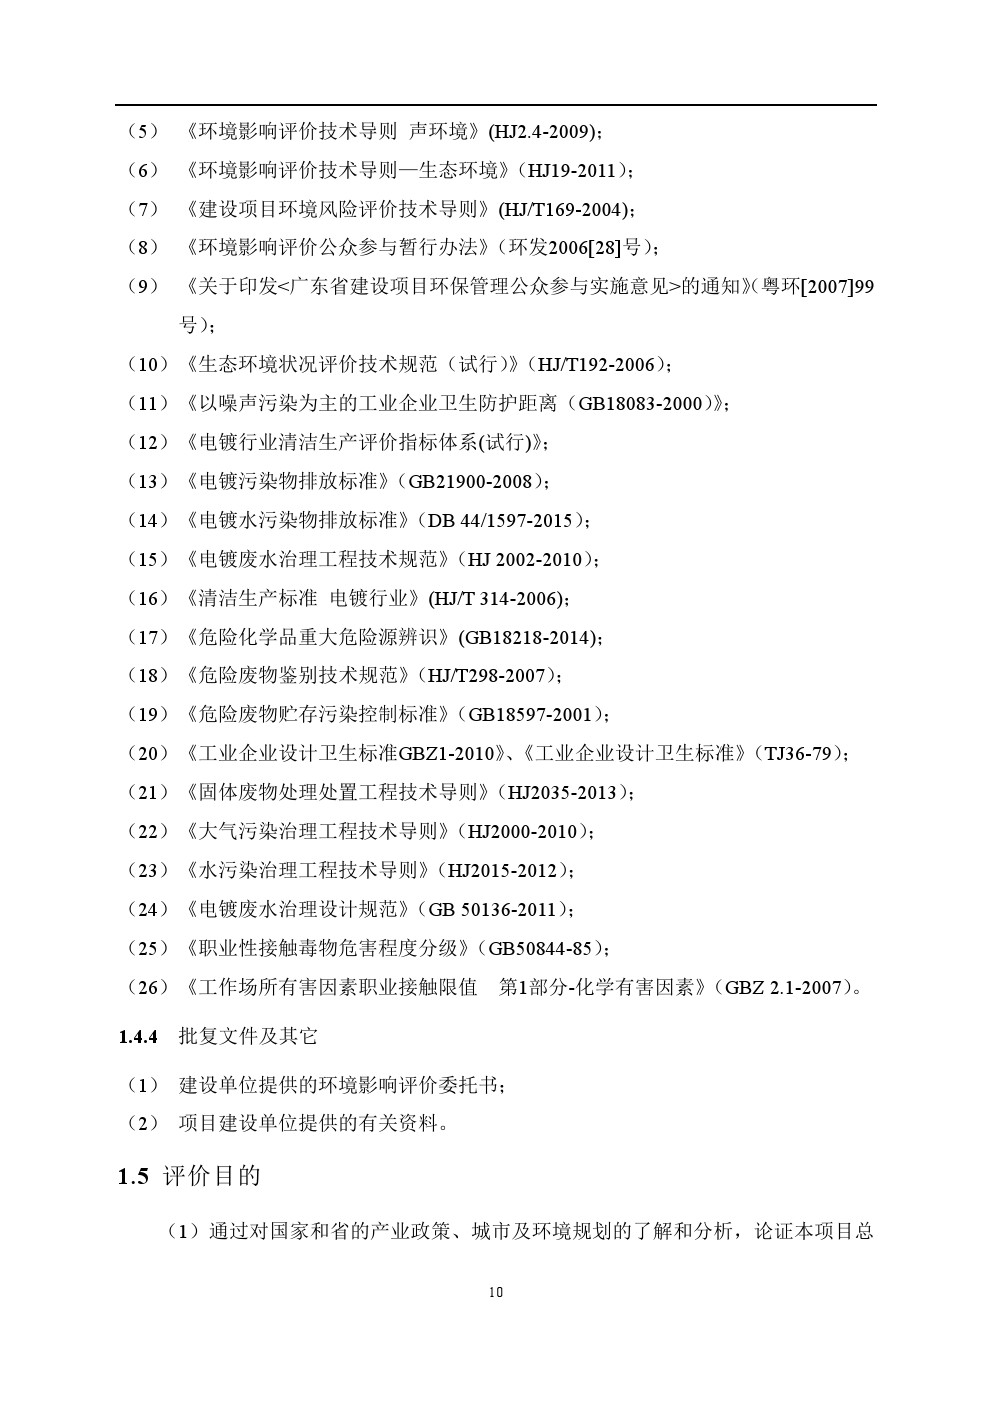 （5） 《环境影响评价技术导则 声环境》(HJ2.4-2009)；
（6） 《环境影响评价技术导则—生态环境》（HJ19-2011）；
（7） 《建设项目环境风险评价技术导则》(HJ/T169-2004)；
（8） 《环境影响评价公众参与暂行办法》（环发2006[28]号）；
（9） 《关于印发<广东省建设项目环保管理公众参与实施意见>的通知》（粤环[2007]99
号）；
（10）《生态环境状况评价技术规范（试行）》（HJ/T192-2006）；
（11）《以噪声污染为主的工业企业卫生防护距离（GB18083-2000）》；
（12）《电镀行业清洁生产评价指标体系(试行)》；
（13）《电镀污染物排放标准》（GB21900-2008）；
（14）《电镀水污染物排放标准》（DB 44/1597-2015）；
（15）《电镀废水治理工程技术规范》（HJ 2002-2010）；
（16）《清洁生产标准 电镀行业》(HJ/T 314-2006)；
（17）《危险化学品重大危险源辨识》(GB18218-2014)；
（18）《危险废物鉴别技术规范》（HJ/T298-2007）；
（19）《危险废物贮存污染控制标准》（GB18597-2001）；
（20）《工业企业设计卫生标准GBZ1-2010》、《工业企业设计卫生标准》（TJ36-79）；
（21）《固体废物处理处置工程技术导则》（HJ2035-2013）；
（22）《大气污染治理工程技术导则》（HJ2000-2010）；
（23）《水污染治理工程技术导则》（HJ2015-2012）；
（24）《电镀废水治理设计规范》（GB 50136-2011）；
（25）《职业性接触毒物危害程度分级》（GB50844-85）；
（26）《工作场所有害因素职业接触限值 第1部分-化学有害因素》（GBZ 2.1-2007）。
1.4.4 批复文件及其它
（1） 建设单位提供的环境影响评价委托书；
（2） 项目建设单位提供的有关资料。
1.5 评价目的
（1）通过对国家和省的产业政策、城市及环境规划的了解和分析，论证本项目总
10